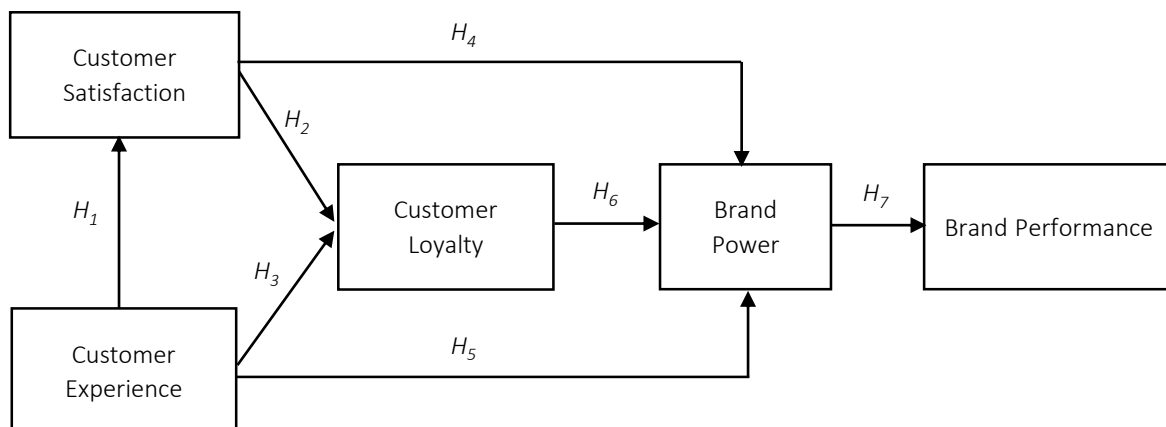 Customer
Satisfaction
H4
H2
H1
Customer
Loyalty
H6
Brand
Power
H7
Brand Performance
H3
Customer
Experience
H5